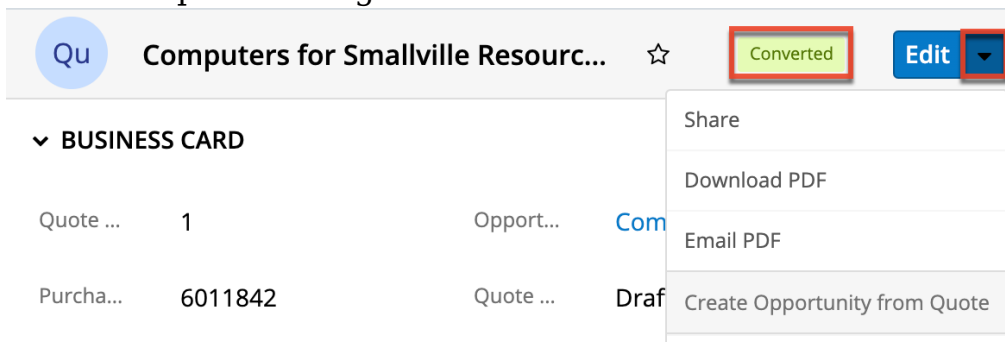 Qu Computers for Smallville Resourc... Converted Edit
Share
BUSINESS CARD
Download PDF
Quote ... 1 Opport... Com
Email PDF
Purcha... 6011842 Quote ... Draf
Create Opportunity from Quote